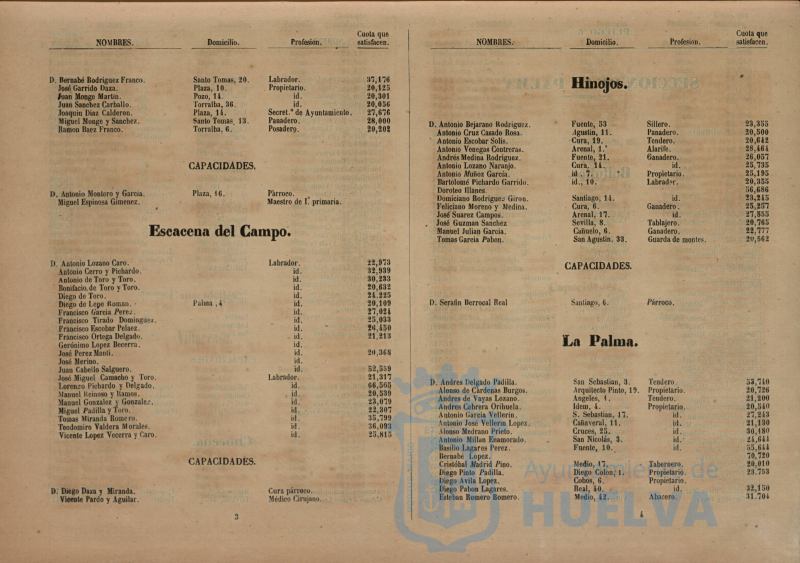 NOMBRES. Domicilio. Profesion. Cuota que satisfacen.
D. Bernabé Rodriguez Franco. Santo Tomas, 20. Labrador. 37,176
José Garrido Daza. Plaza, 10. Propietario. 20,125
Juan Monge Martin. Pozo, 14. id. 20,301
Juan Sanchez Carballo. Torralba, 36. id. 20,056
Joaquin Diaz Calderon. Plaza, 14. Secret.º de Ayuntamiento. 27,676
Miguel Monge y Sanchez. Santo Tomas, 13. Panadero. 28,000
Ramon Baez Franco. Torralba, 6. Posadero. 20,202
CAPACIDADES.
D. Antonio Montoro y Garcia. Plaza, 16. Párroco.
Miguel Espinosa Gimenez. Maestro de 1.ª primaria.
Escacena del Campo.
D. Antonio Lozano Caro. Labrador. 22,973
Antonio Cerro y Pichardo. id. 32,939
Antonio de Toro y Toro. id. 30,233
Bonifacio de Toro y Toro. id. 20,632
Diego de Toro. id. 24,225
Diego de Lepe Roman. Palma, 4 id. 20,109
Francisco Garcia Perez. id. 27,024
Francisco Tirado Dominguez. id. 25,033
Francisco Escobar Pelaez. id. 26,450
Francisco Ortega Delgado. id. 21,213
Gerónimo Lopez Becerra. id.
José Perez Manti. id. 20,368
José Merino. id.
Juan Cabello Salguero. id. 52,559
José Miguel Camacho y Toro. Labrador. 21,317
Lorenzo Pichardo y Delgado. id. 66,565
Manuel Reinoso y Ramos. id. 20,539
Manuel Gonzalez y Gonzalez. id. 23,079
Miguel Padilla y Toro. id. 22,307
Tomas Miranda Romero. id. 35,799
Teodomiro Valdera Morales. id. 36,093
Vicente Lopez Vecerra y Caro. id. 25,815
CAPACIDADES.
D. Diego Daza y Miranda. Cura párroco.
Vicente Pardo y Aguilar. Médico Cirujano.
3
NOMBRES. Domicilio. Profesion. Cuota que satisfacen.
Hinojos.
D. Antonio Bejarano Rodriguez. Fuente, 53 Sillero. 23,355
Antonio Cruz Casado Rosa. Agustin, 11. Panadero. 20,500
Antonio Escobar Solis. Cura, 19. Tendero. 20,642
Antonio Venegas Contreras. Arenal, 1.º Alarife. 28,464
Andrés Medina Rodriguez. Fuente, 21. Ganadero. 26,057
Antonio Lozano Naranjo. Cura, 14. id. 25,735
Antonio Muñoz Garcia. id. 7. Propietario. 25,195
Bartolomé Pichardo Garrido. id., 10. Labrador. 20,355
Doroteo Illanes. 56,686
Domiciano Rodriguez Giron. Santiago, 14. id. 23,245
Feliciano Moreno y Medina. Cura, 6. Ganadero. 25,257
José Suarez Campos. Arenal, 17. id. 27,855
José Guzman Sanchez Sevilla, 8. Tablajero. 20,765
Manuel Julian Garcia. Cañuelo, 6. Ganadero. 22,777
Tomas Garcia Pabon. San Agustin, 33. Guarda de montes. 20,562
CAPACIDADES.
D. Serafin Berrocal Real Santiago, 6. Párroco.
La Palma.
D. Andres Delgado Padilla. San Sebastian, 3. Tendero. 53,740
Alonso de Cárdenas Burgos. Arquitecto Pinto, 19. Propietario. 20,726
Andres de Vayas Lozano. Angeles, 4. Tendero. 21,200
Andres Cabrera Orihuela. Idem, 4. Propietario. 20,540
Antonio Garcia Vellerin. S. Sebastian, 17. id. 27,243
Antonio José Vellerin Lopez. Cañaveral, 11. id. 21,130
Alonso Medrano Prieto. Cruces, 25. id. 30,480
Antonio Millan Enamorado. San Nicolás, 3. id. 24,644
Basilio Lagares Perez. Fuente, 10. id. 55,644
Bernabé Lopez. 70,720
Cristóbal Madrid Pino. Medio, 17. Tabernero. 20,010
Diego Pinto Padilla. Diego Colon, 1. Propietario. 23,753
Diego Avila Lopez. Cobos, 6. Propietario.
Diego Pabon Lagares. Real, 40. id. 32,150
Esteban Romero Romero. Medio, 42. Abacero. 31.704
4
Ayuntamiento de
HUELVA